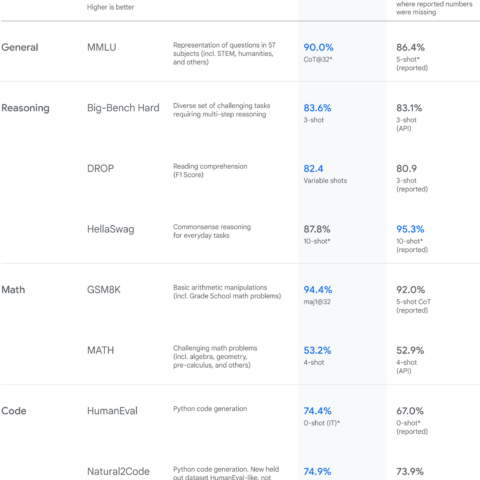 Higher is better
where reported numbers
were missing
General
MMLU
Representation of questions in 57
subjects (incl. STEM, humanities,
and others)
90.0%
CoT@32*
86.4%
5-shot*
(reported)
Reasoning
Big-Bench Hard
Diverse set of challenging tasks
requiring multi-step reasoning
83.6%
3-shot
83.1%
3-shot
(API)
DROP
Reading comprehension
(F1 Score)
82.4
Variable shots
80.9
3-shot
(reported)
HellaSwag
Commonsense reasoning
for everyday tasks
87.8%
10-shot*
95.3%
10-shot*
(reported)
Math
GSM8K
Basic arithmetic manipulations
(incl. Grade School math problems)
94.4%
maj1@32
92.0%
5-shot CoT
(reported)
MATH
Challenging math problems
(incl. algebra, geometry,
pre-calculus, and others)
53.2%
4-shot
52.9%
4-shot
(API)
Code
HumanEval
Python code generation
74.4%
0-shot (IT)*
67.0%
0-shot*
(reported)
Natural2Code
Python code generation. New held
out dataset HumanEval-like, not
74.9%
73.9%